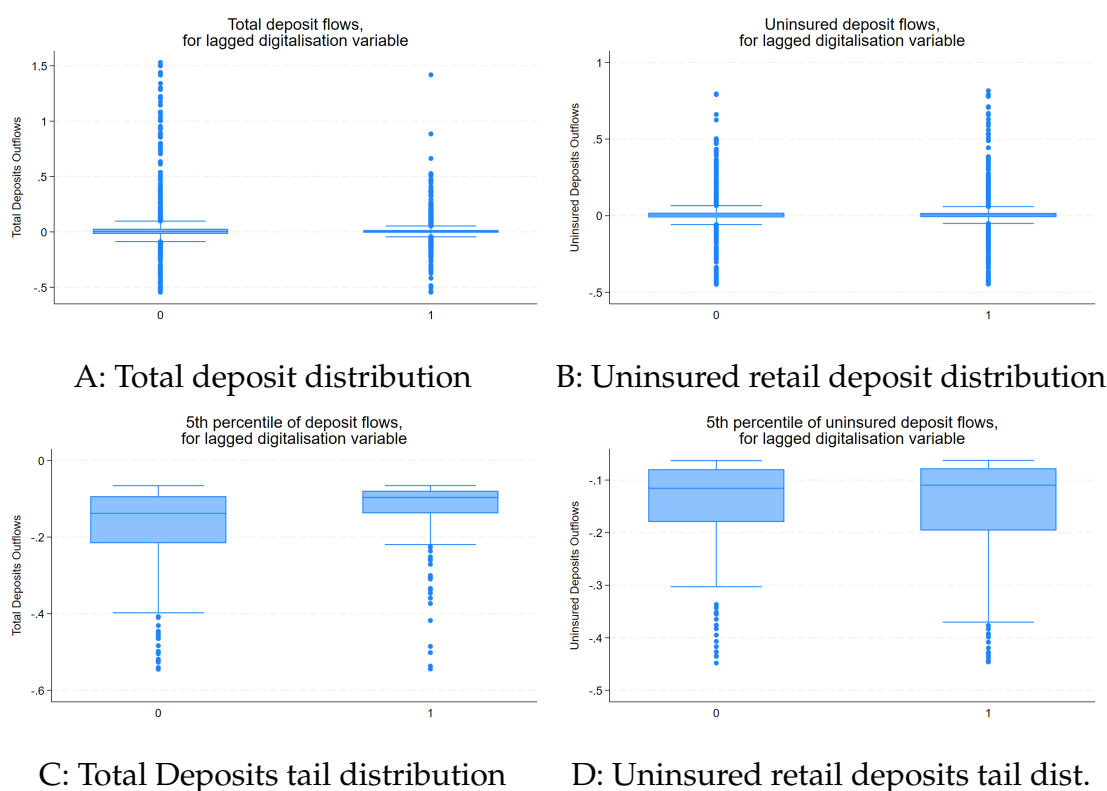 Total deposit flows,
for lagged digitalisation variable
Total Deposits Outflows
1.5
1
.5
0
-.5
0 1
A: Total deposit distribution
Uninsured deposit flows,
for lagged digitalisation variable
Uninsured Deposits Outflows
1
.5
0
-.5
0 1
B: Uninsured retail deposit distribution
5th percentile of deposit flows,
for lagged digitalisation variable
Total Deposits Outflows
0
-.2
-.4
-.6
0 1
C: Total Deposits tail distribution
5th percentile of uninsured deposit flows,
for lagged digitalisation variable
Uninsured Deposits Outflows
-.1
-.2
-.3
-.4
-.5
0 1
D: Uninsured retail deposits tail dist.